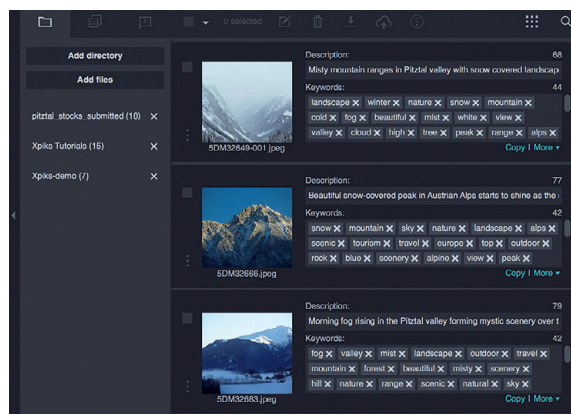 0 selected
Add directory
Add files
pitztal_stocks_submitted (10) ×
Xpiks Tutorials (15) ×
Xpiks-demo (7) ×
Description: 68
Misty mountain ranges in Pitztal valley with snow covered landscap
Keywords: 44
landscape × winter × nature × snow × mountain ×
cold × fog × beautiful × mist × white × view ×
valley × cloud × high × tree × peak × range × alps ×
5DM32649-001.jpeg
Copy | More
Description: 77
Beautiful snow-covered peak in Austrian Alps starts to shine as the
Keywords: 42
snow × mountain × sky × nature × landscape × alps ×
scenic × tourism × travel × europe × top × outdoor ×
rock × blue × scenery × alpine × view × peak ×
5DM32666.jpeg
Copy | More
Description: 79
Morning fog rising in the Pitztal valley forming mystic scenery over t
Keywords: 42
fog × valley × mist × landscape × outdoor × travel ×
mountain × forest × beautiful × misty × scenery ×
hill × nature × range × scenic × natural × sky ×
5DM32683.jpeg
Copy | More